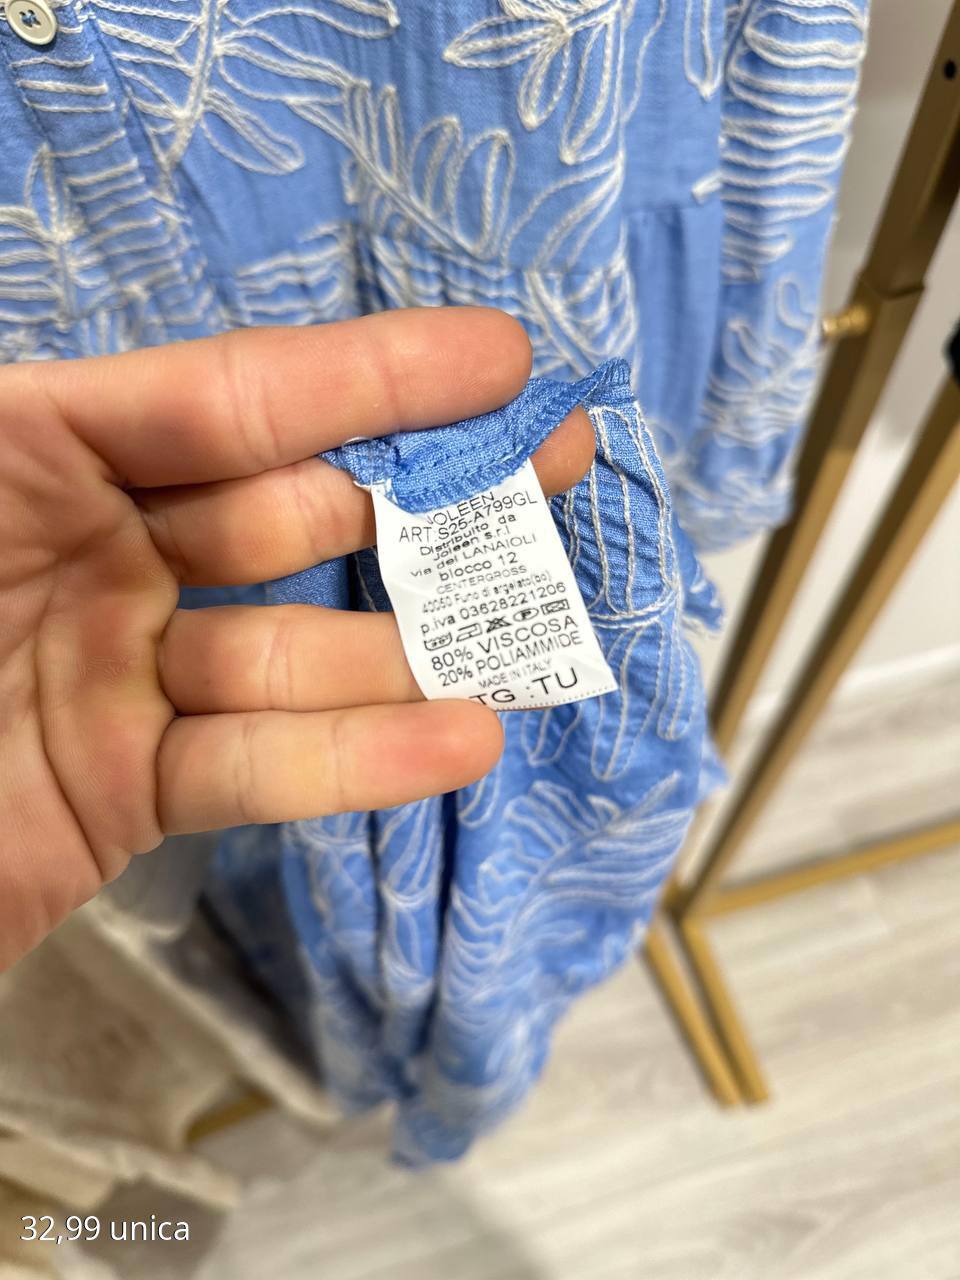 JOLEEN
ART.S25-A799GL
Distribuito da
Joleen s.r.l
via dei LANAIOLI
blocco 12
CENTERGROSS
40050 Funo di argelato(bo)
p.iva 03628221206
80% VISCOSA
20% POLIAMMIDE
MADE IN ITALY
TG :TU
32,99 unica